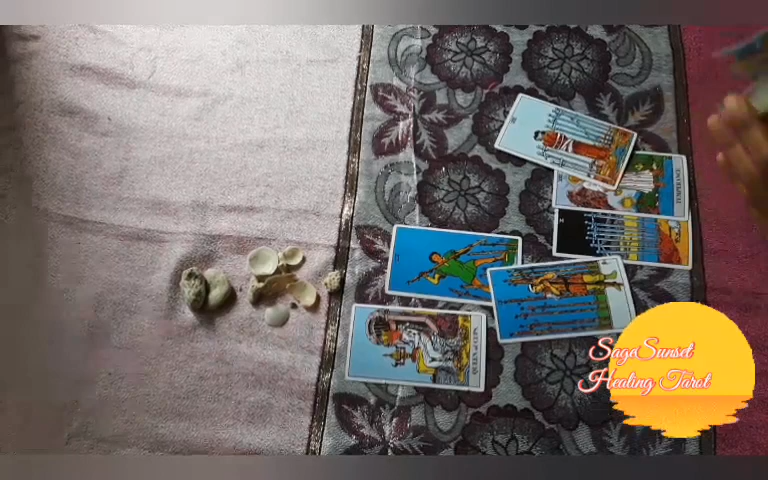 TEMPERANCE
QUEEN of CUPS
SageSunset
Healing Tarot